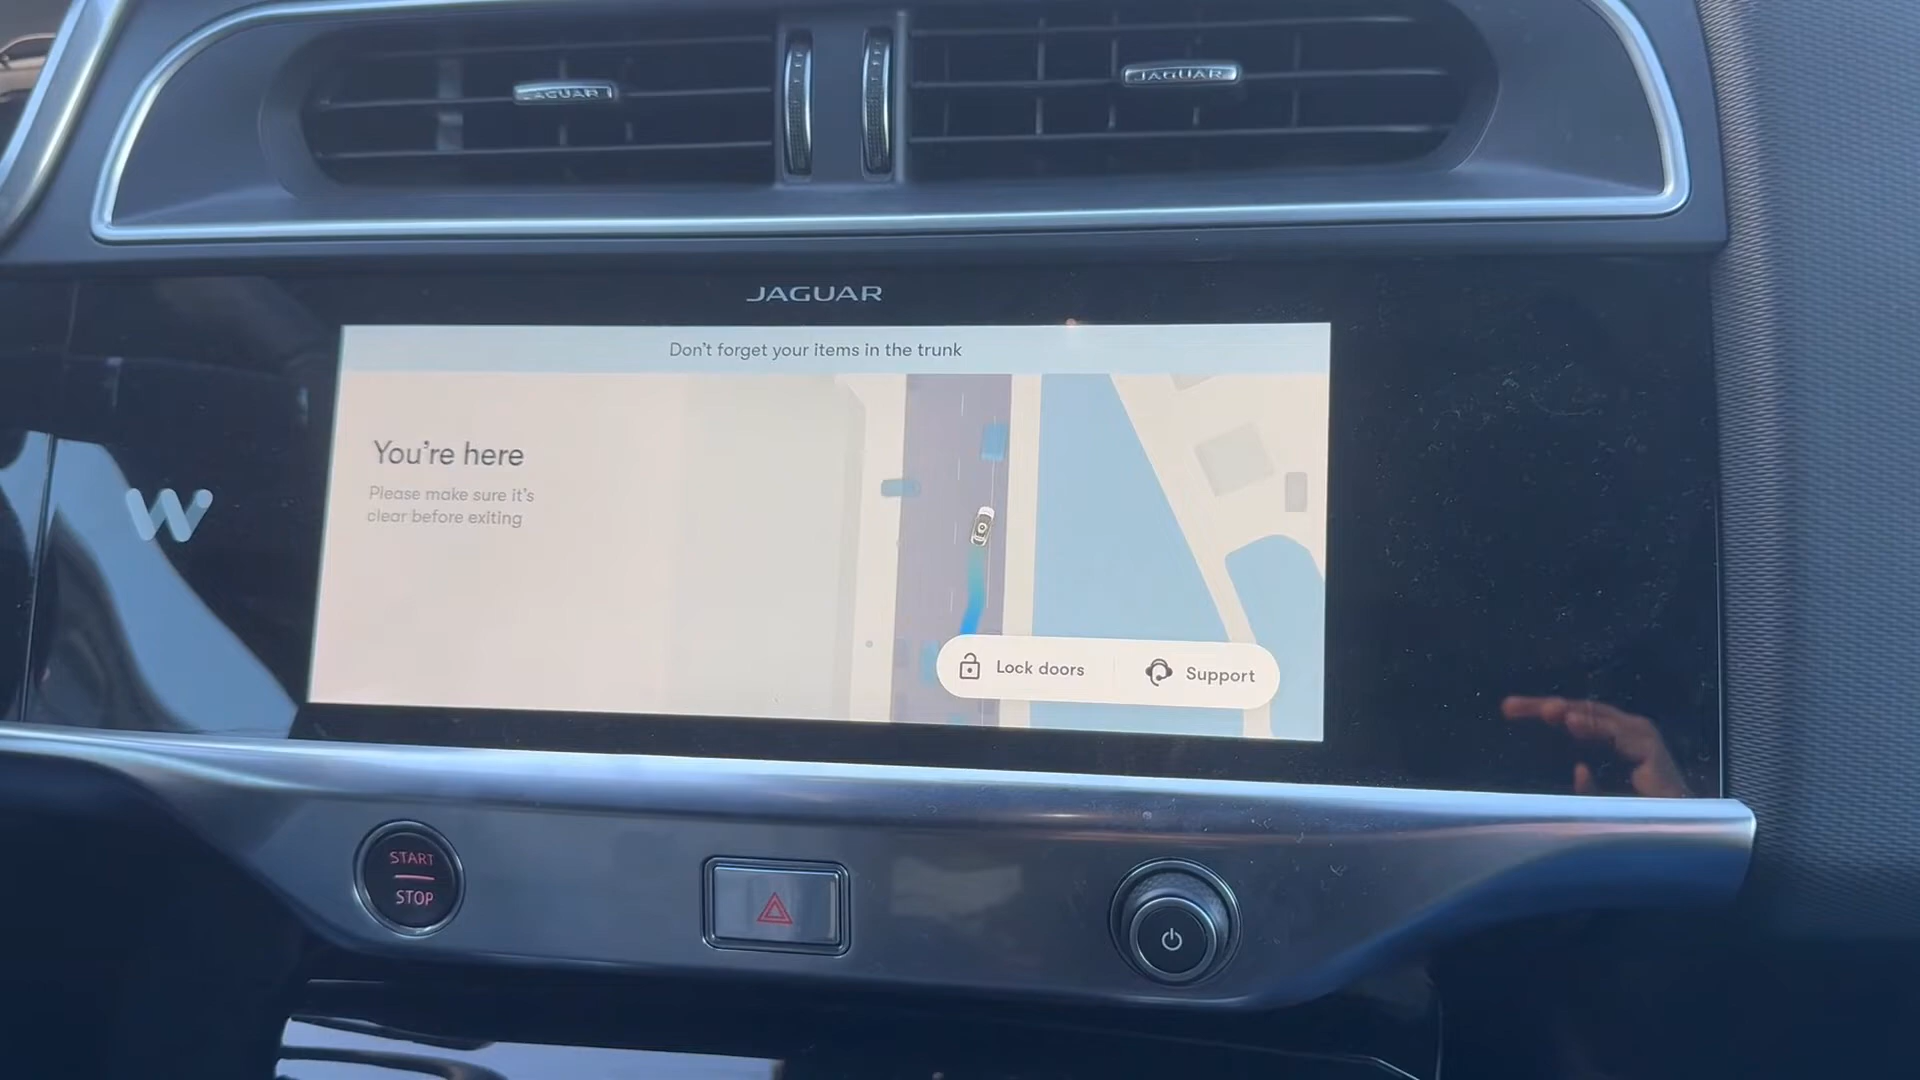 JAGUAR
JAGUAR
JAGUAR
Don't forget your items in the trunk
You're here
Please make sure it's
clear before exiting
W
Lock doors
Support
START
STOP